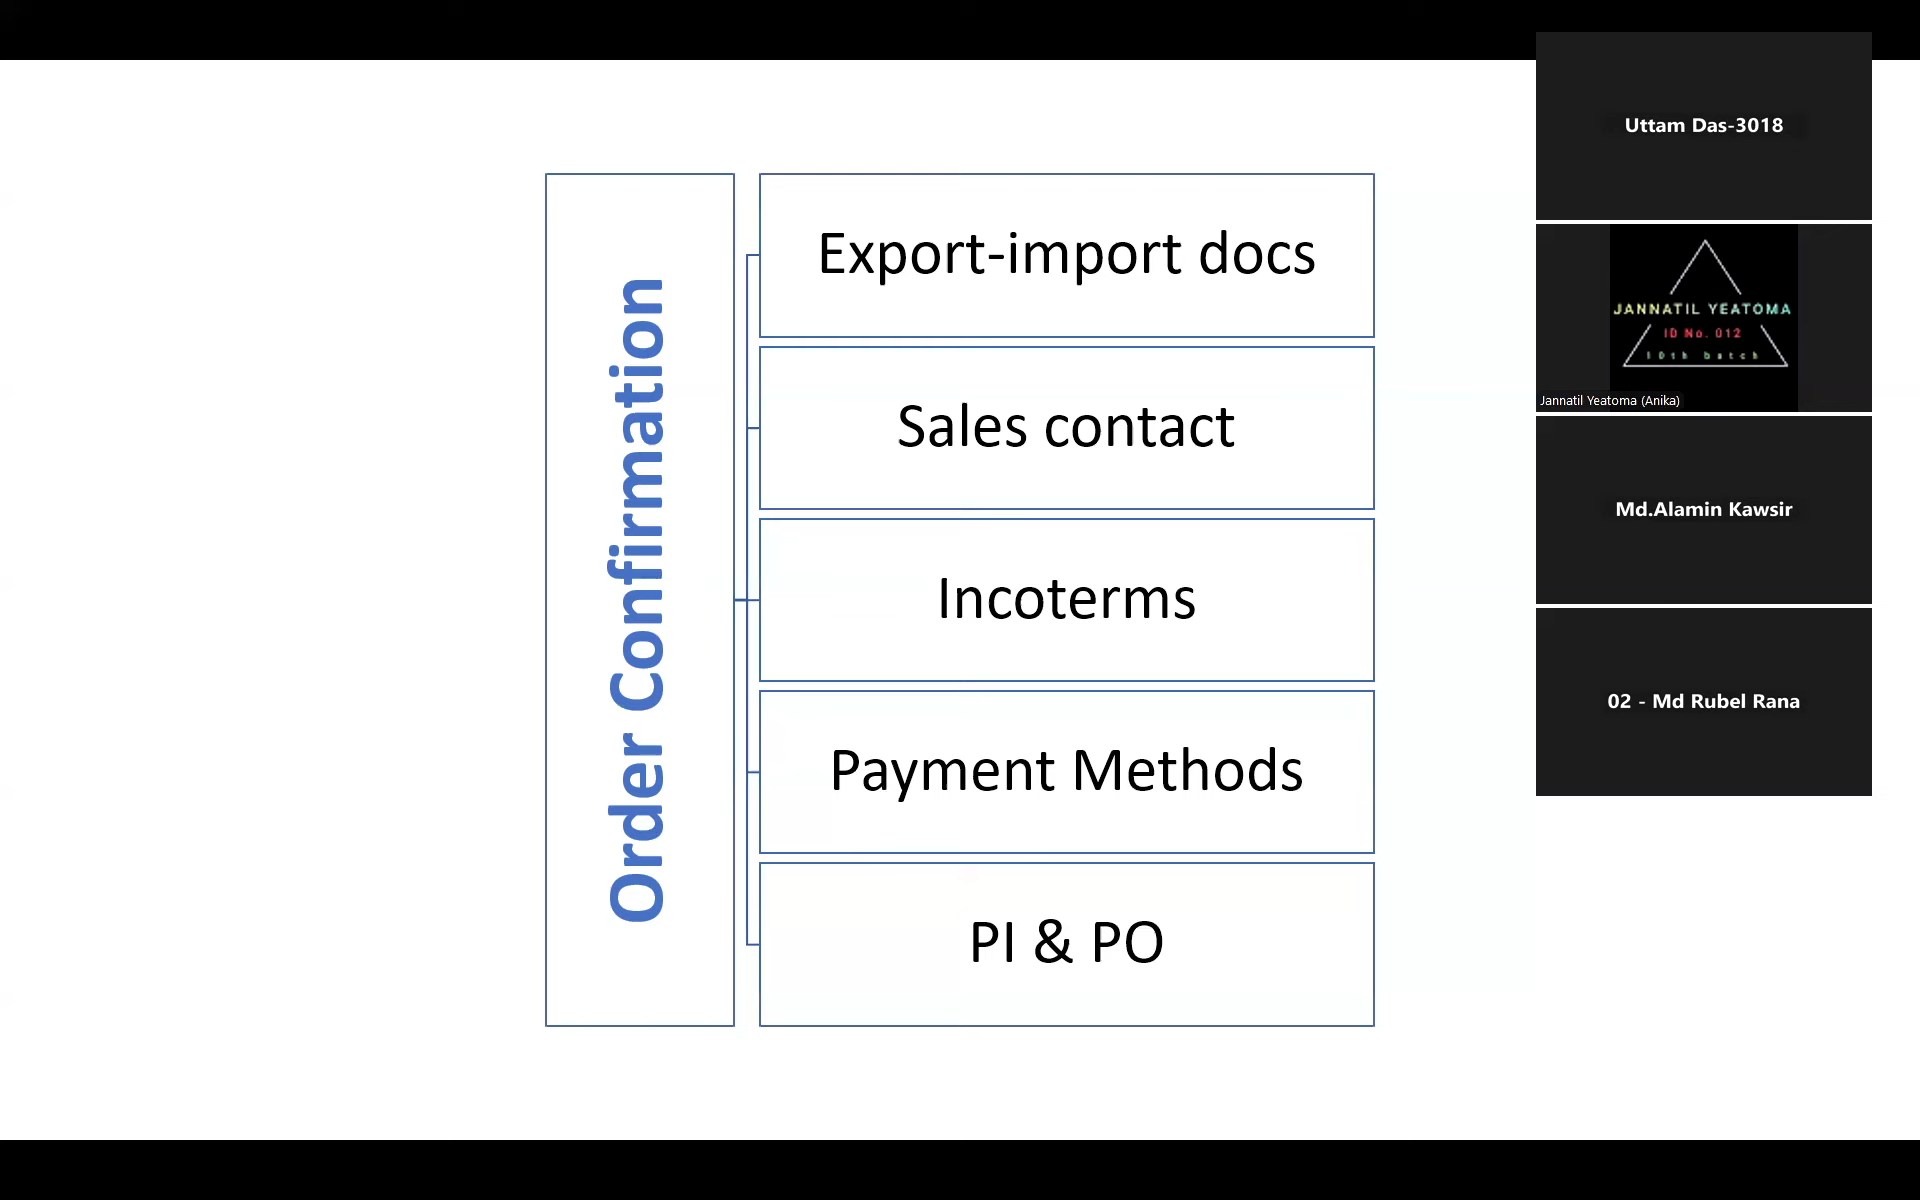 Order Confirmation
Export-import docs
Sales contact
Incoterms
Payment Methods
PI & PO
Uttam Das-3018
JANNATIL YEATOMA
ID No. 012
10th batch
Jannatil Yeatoma (Anika)
Md.Alamin Kawsir
02 - Md Rubel Rana